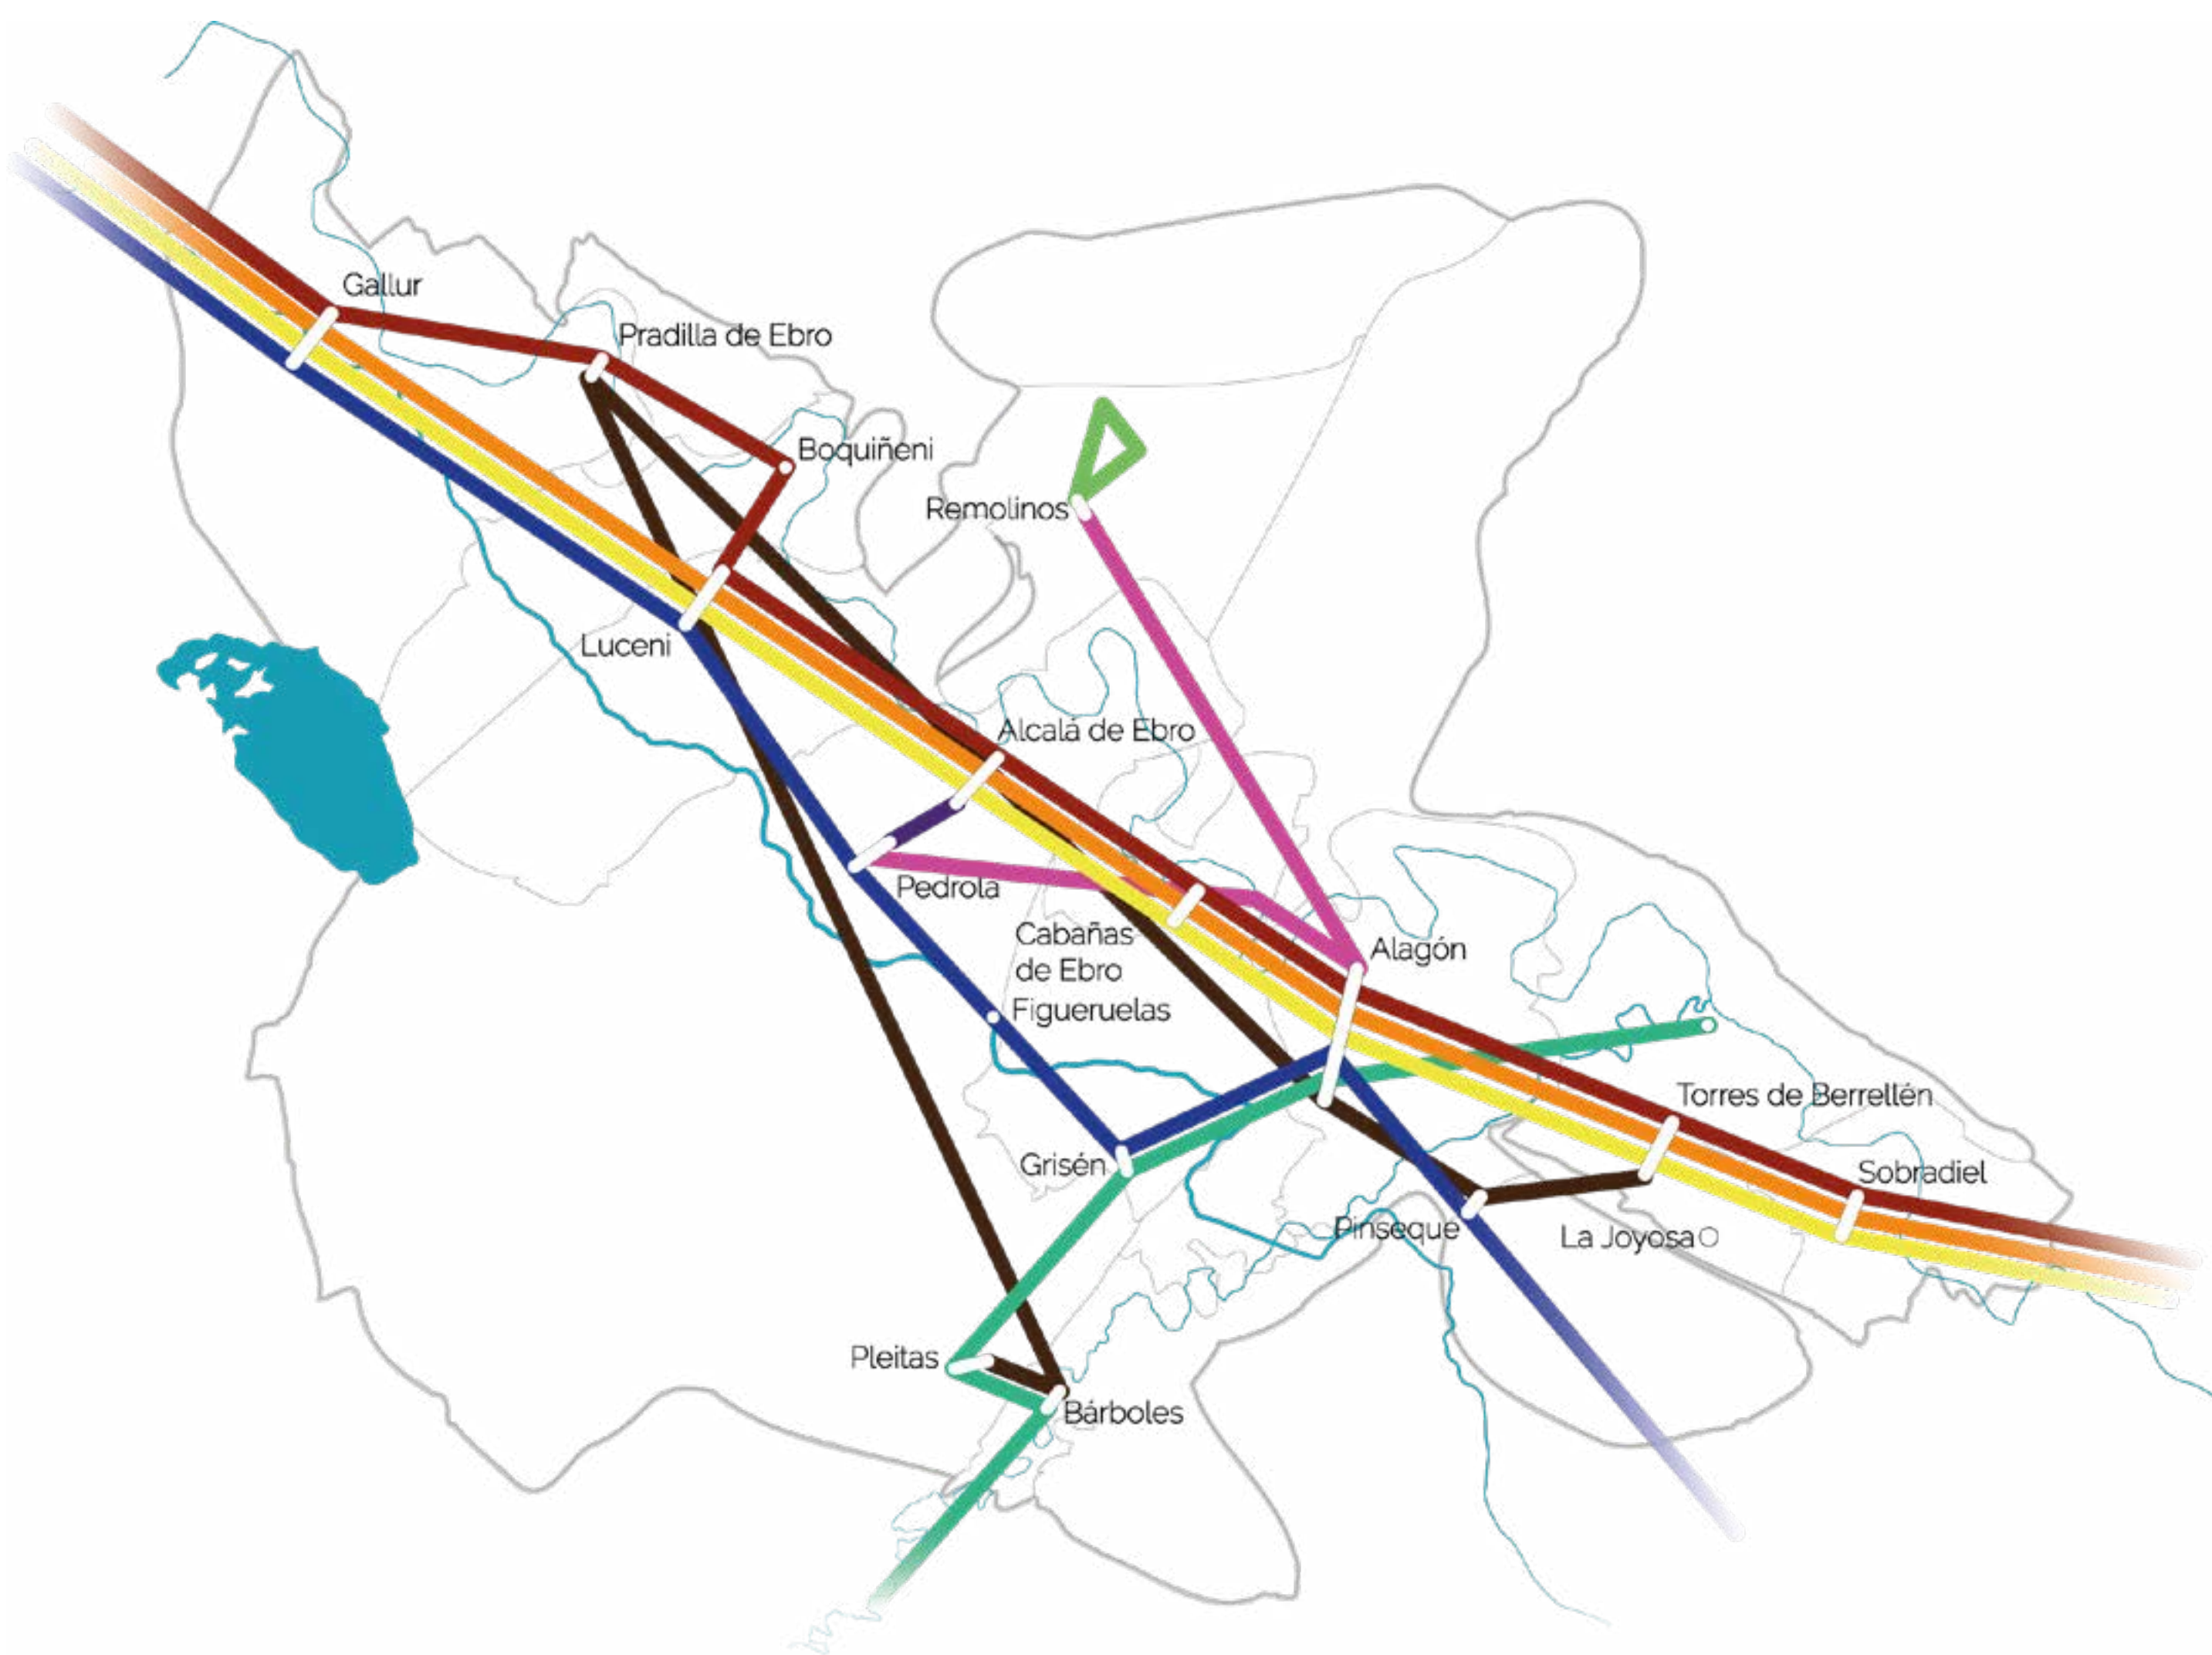 Gallur
Pradilla de Ebro
Boquiñeni
Remolinos
Luceni
Alcalá de Ebro
Pedrola
Cabañas
de Ebro
Alagón
Figueruelas
Torres de Berrellén
Grisén
Sobradiel
Pinseque
La Joyosa
Pleitas
Bárboles